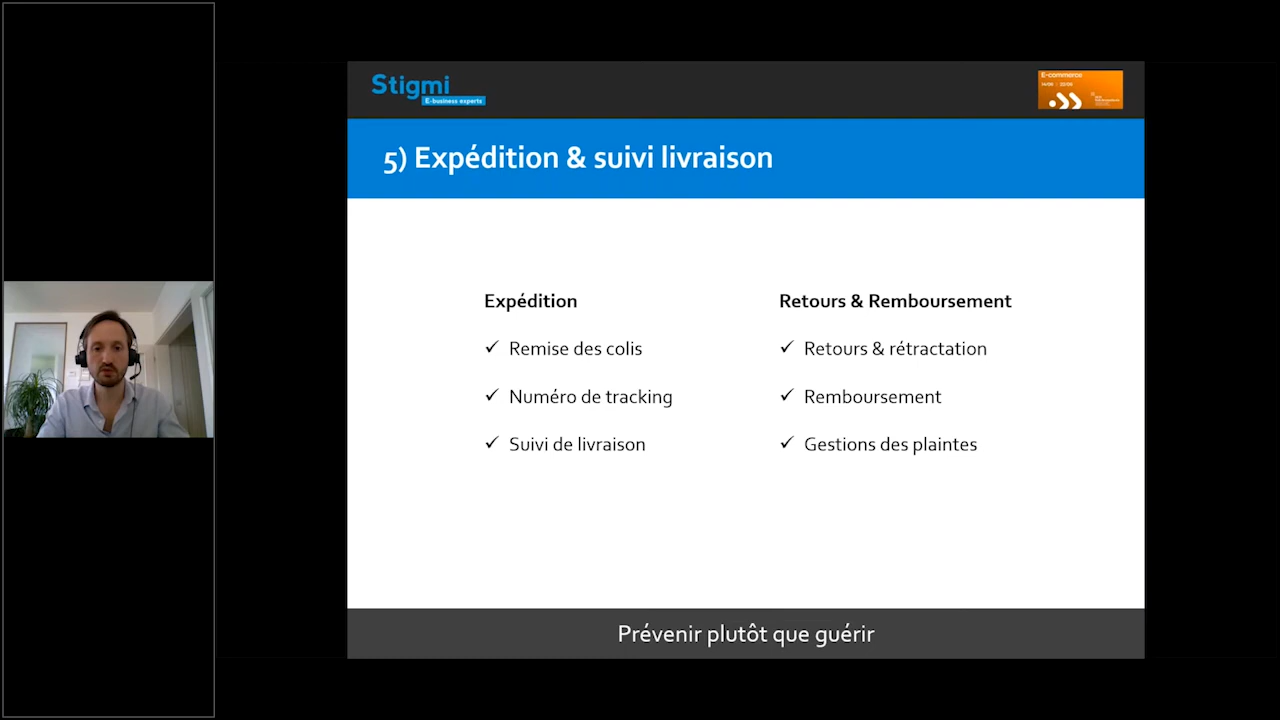 Stigmi
E-business experts
E-commerce
5) Expédition & suivi livraison
Expédition
✓ Remise des colis
✓ Numéro de tracking
✓ Suivi de livraison
Retours & Remboursement
✓ Retours & rétractation
✓ Remboursement
✓ Gestions des plaintes
Prévenir plutôt que guérir